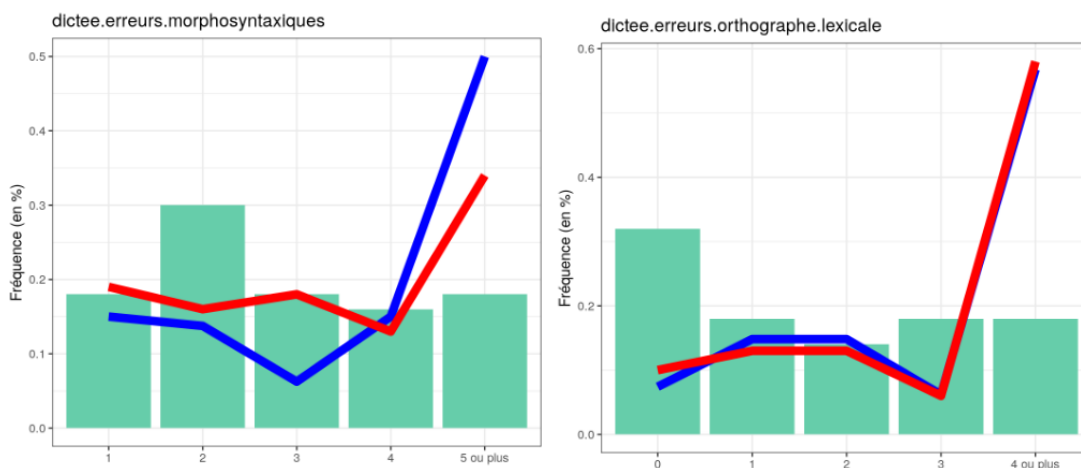 dictee.erreurs.morphosyntaxiques
Fréquence (en %)
0.5
0.4
0.3
0.2
0.1
0.0
1 2 3 4 5 ou plus
dictee.erreurs.orthographe.lexicale
Fréquence (en %)
0.6
0.4
0.2
0.0
0 1 2 3 4 ou plus